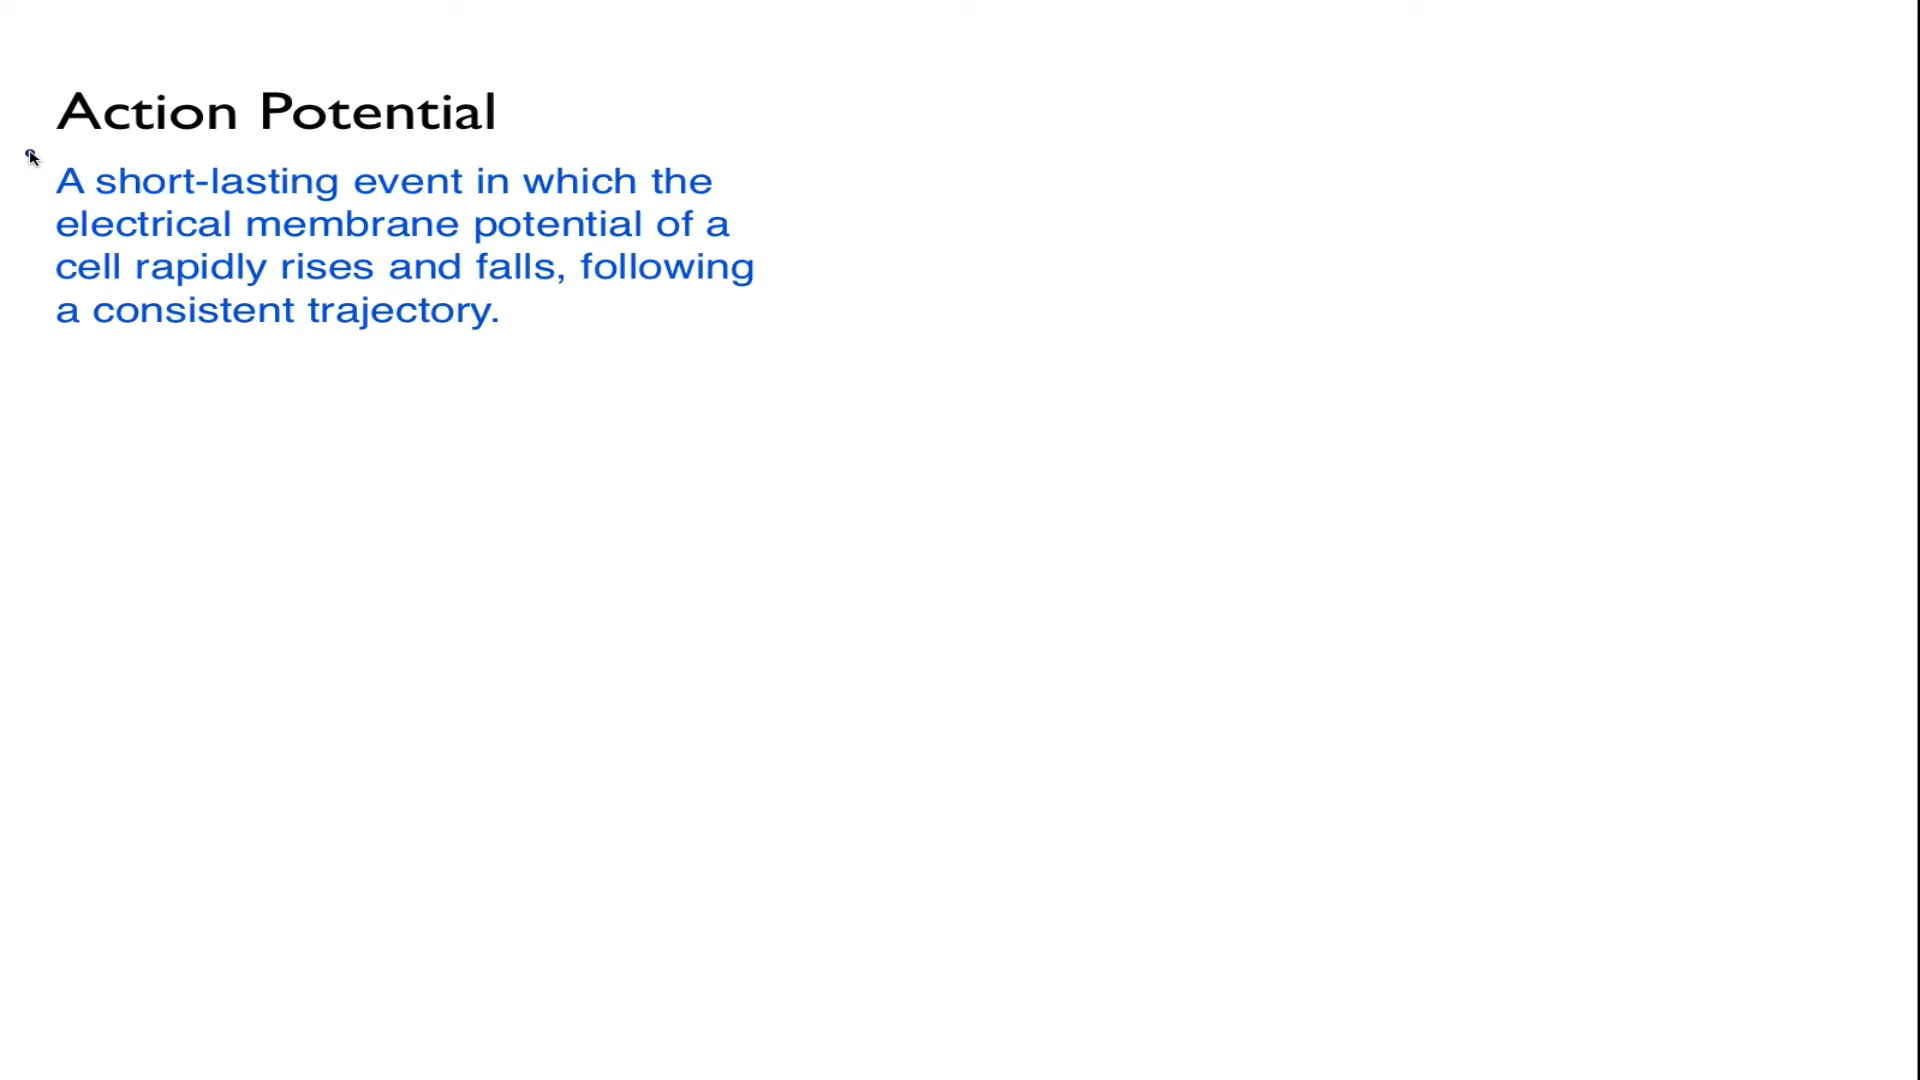 Action Potential
A short-lasting event in which the
electrical membrane potential of a
cell rapidly rises and falls, following
a consistent trajectory.